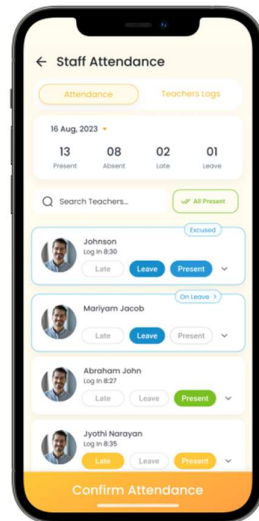 Staff Attendance
Attendance Teachers Logs
16 Aug, 2023
13 08 02 01
Present Absent Late Leave
Search Teachers... All Present
Excused
Johnson
Log In 8:30
Late Leave Present
On Leave >
Mariyam Jacob
Late Leave Present
Abraham John
Log In 8:27
Late Leave Present
Jyothi Narayan
Log In 8:35
Late Leave Present
Confirm Attendance